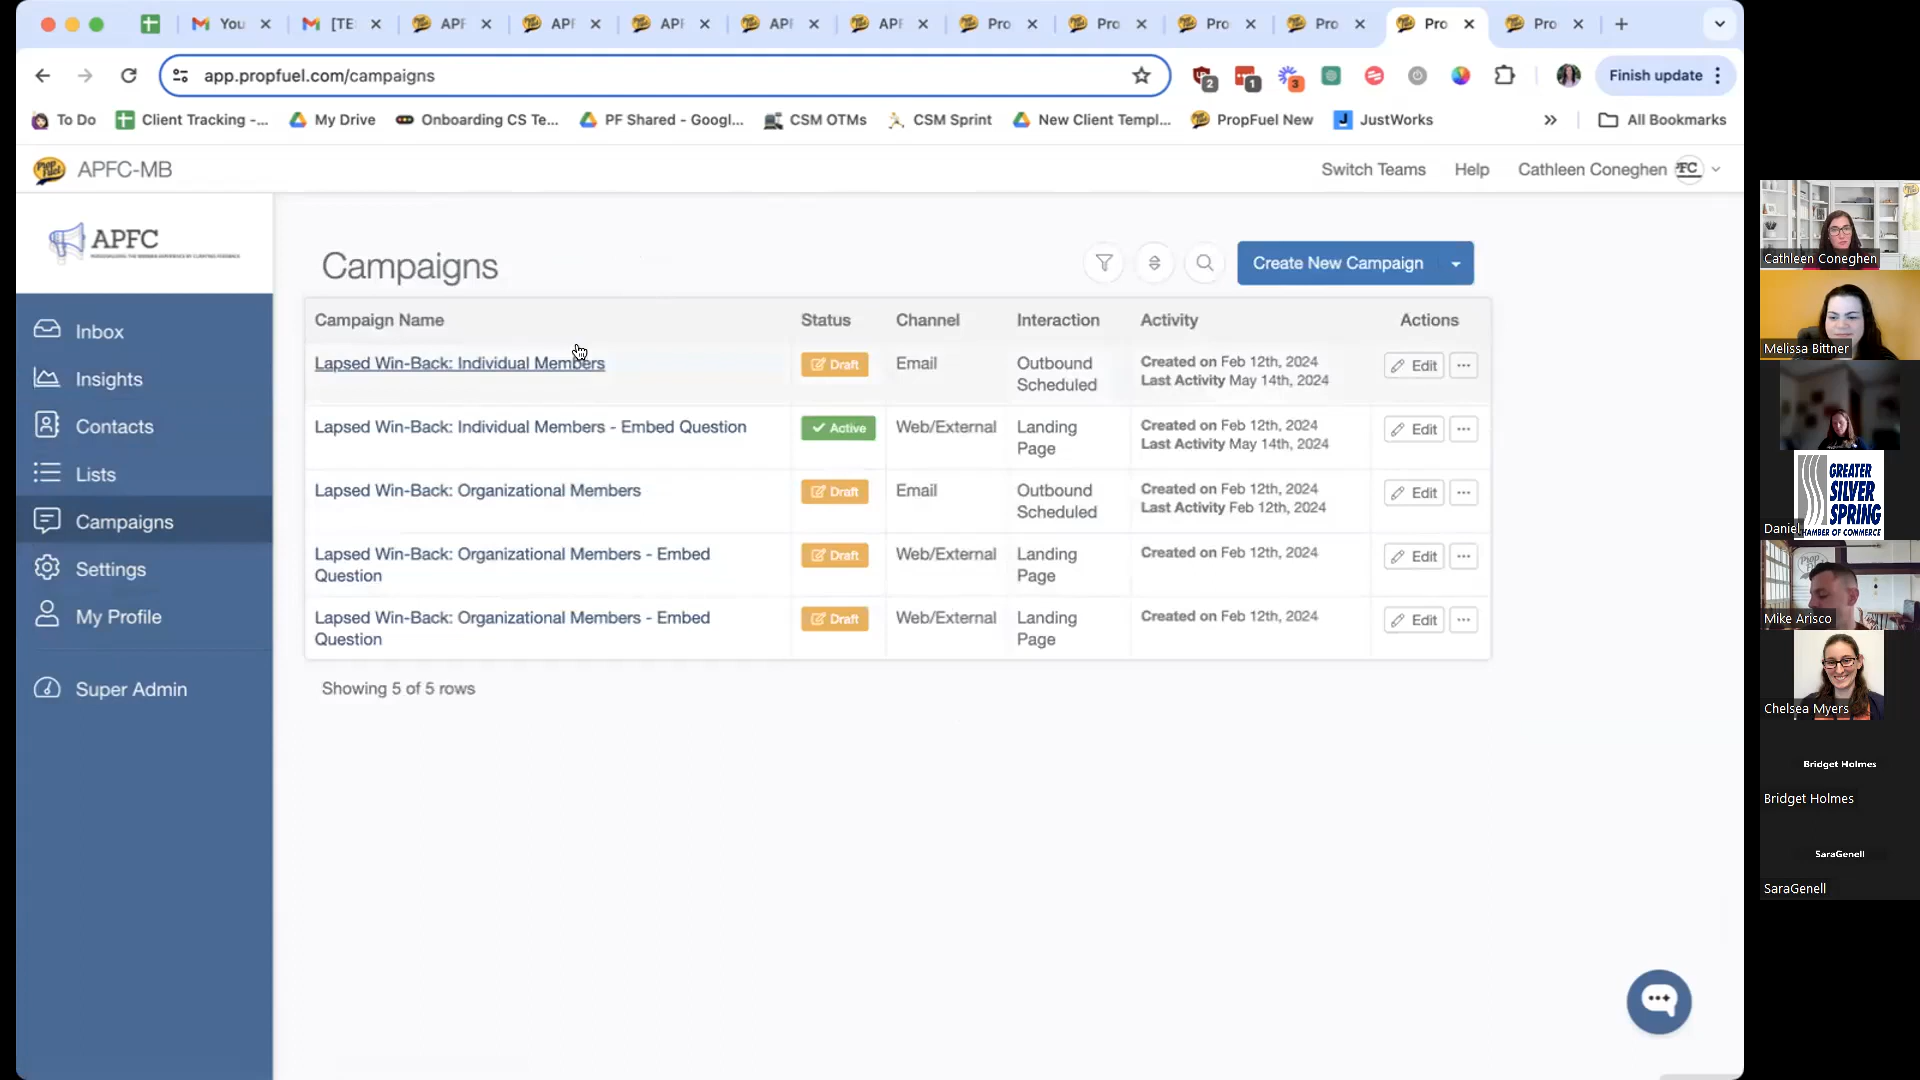 You
[TE
APF
APF
APF
APF
APF
Pro
Pro
Pro
Pro
Pro
Pro
app.propfuel.com/campaigns
2
1
3
Finish update
To Do
Client Tracking -...
My Drive
Onboarding CS Te...
PF Shared - Googl...
CSM OTMs
CSM Sprint
New Client Templ...
PropFuel New
JustWorks
All Bookmarks
APFC-MB
Switch Teams
Help
Cathleen Coneghen
APFC
Inbox
Insights
Contacts
Lists
Campaigns
Settings
My Profile
Super Admin
Campaigns
Create New Campaign
Campaign Name Status Channel Interaction Activity Actions
Lapsed Win-Back: Individual Members Draft Email Outbound Scheduled Created on Feb 12th, 2024 Last Activity May 14th, 2024 Edit
Lapsed Win-Back: Individual Members - Embed Question Active Web/External Landing Page Created on Feb 12th, 2024 Last Activity May 14th, 2024 Edit
Lapsed Win-Back: Organizational Members Draft Email Outbound Scheduled Created on Feb 12th, 2024 Last Activity Feb 12th, 2024 Edit
Lapsed Win-Back: Organizational Members - Embed Question Draft Web/External Landing Page Created on Feb 12th, 2024 Edit
Lapsed Win-Back: Organizational Members - Embed Question Draft Web/External Landing Page Created on Feb 12th, 2024 Edit
Showing 5 of 5 rows
Cathleen Coneghen
Melissa Bittner
GREATER
SILVER
SPRING
CHAMBER OF COMMERCE
Daniel
Mike Arisco
Chelsea Myers
Bridget Holmes
Bridget Holmes
SaraGenell
SaraGenell